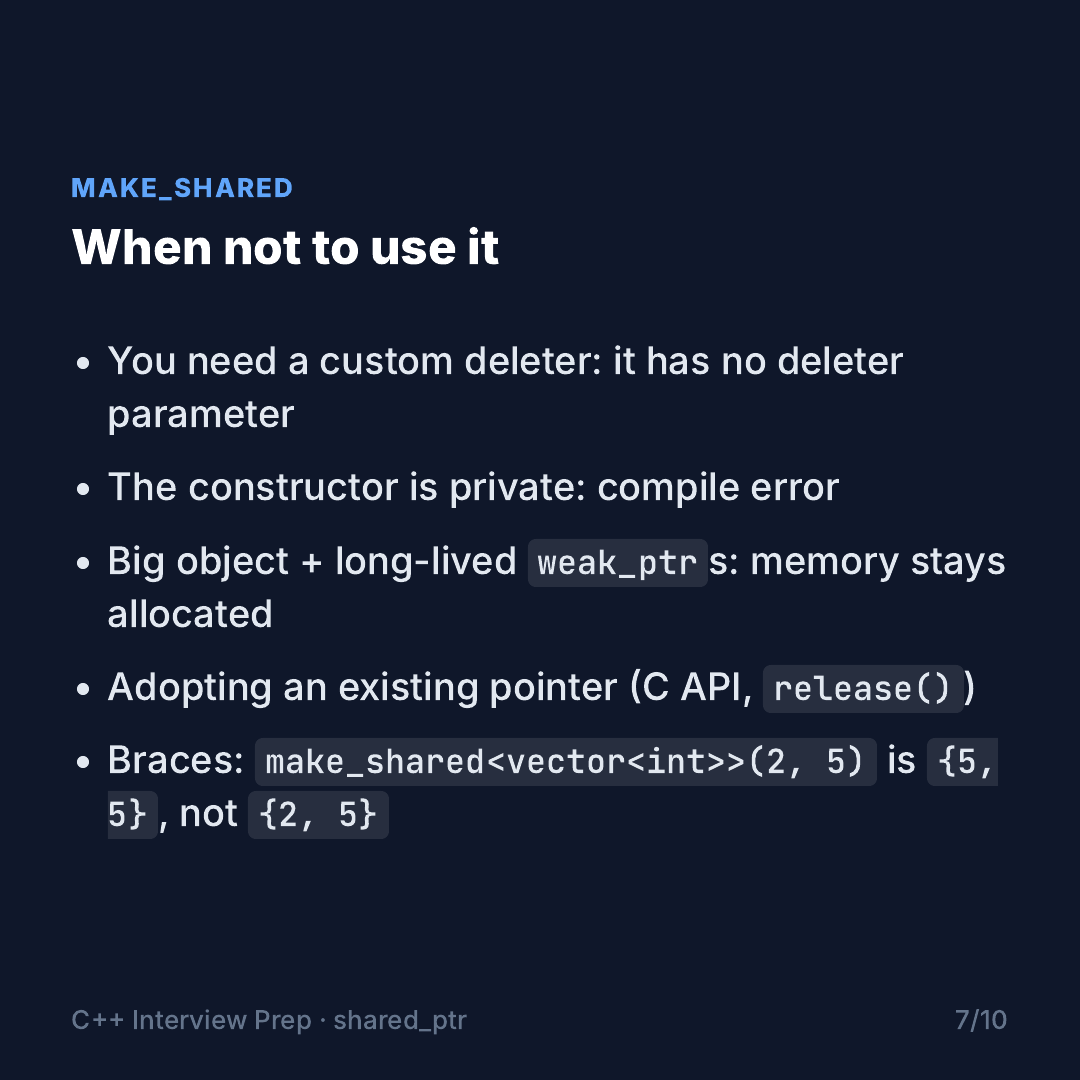 MAKE_SHARED
When not to use it
• You need a custom deleter: it has no deleter
parameter
• The constructor is private: compile error
• Big object + long-lived weak_ptrs: memory stays
allocated
• Adopting an existing pointer (C API, release())
• Braces: make_shared<vector<int>>(2, 5) is {5,
5}, not {2, 5}
C++ Interview Prep · shared_ptr
7/10